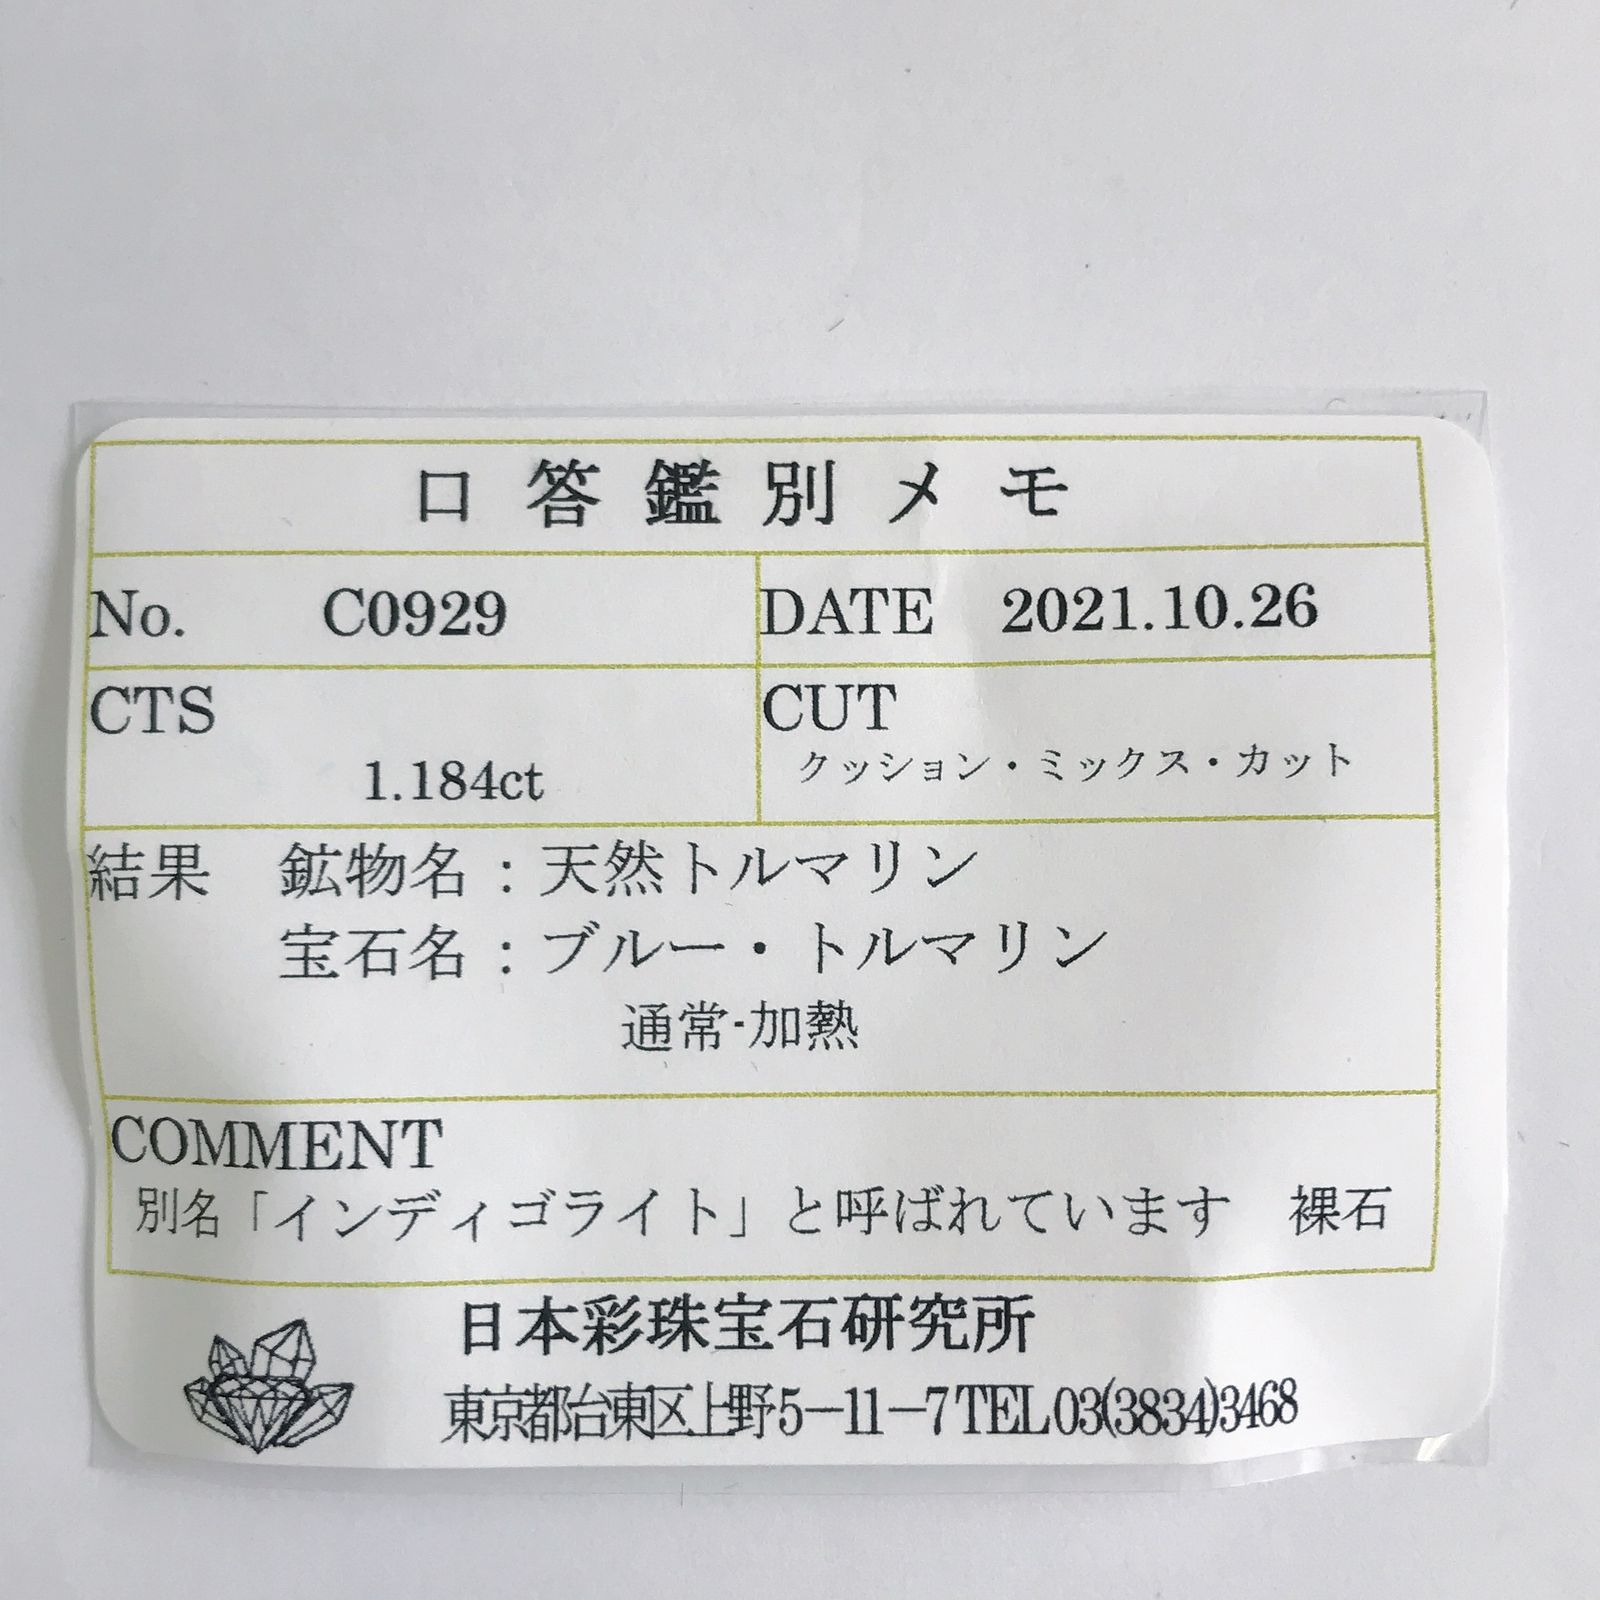 口答鑑別メモ
No. C0929 DATE 2021.10.26
CTS CUT
1.184ct クッション・ミックス・カット
結果 鉱物名：天然トルマリン
宝石名：ブルー・トルマリン
通常-加熱
COMMENT
別名「インディゴライト」と呼ばれています 裸石
日本彩珠宝石研究所
東京都台東区上野5－11－7 TEL 03(3834)3468